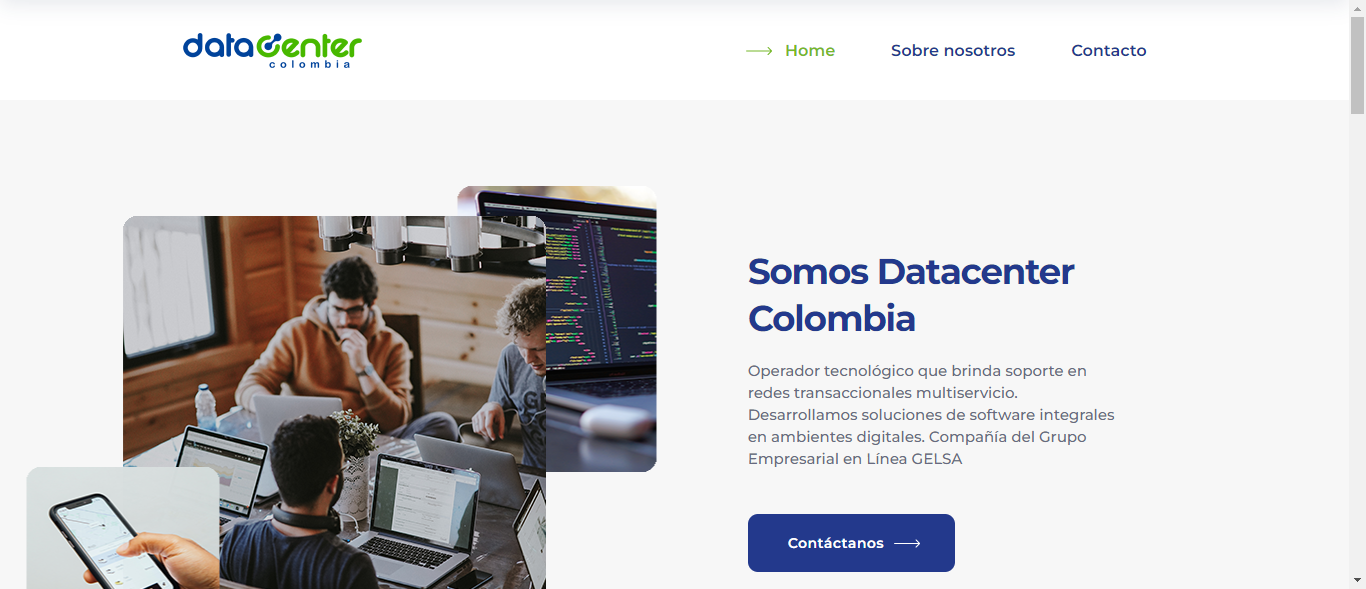 datacenter
colombia
Home
Sobre nosotros
Contacto
Somos Datacenter
Colombia
Operador tecnológico que brinda soporte en
redes transaccionales multiservicio.
Desarrollamos soluciones de software integrales
en ambientes digitales. Compañía del Grupo
Empresarial en Línea GELSA
Contáctanos